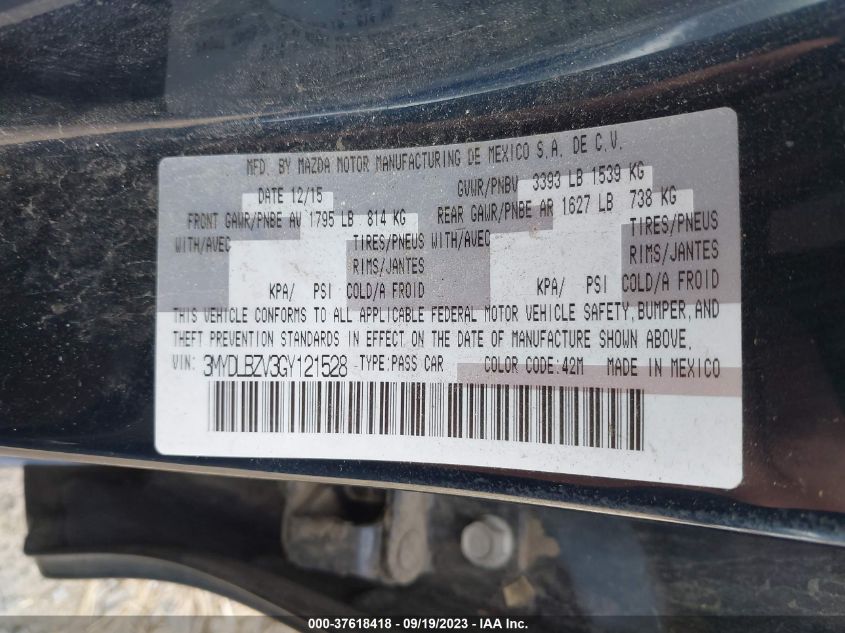 MFD. BY MAZDA MOTOR MANUFACTURING DE MEXICO S.A. DE C.V.
DATE 12/15 GVWR/PNBV 3393 LB 1539 KG
FRONT GAWR/PNBE AV 1795 LB 814 KG REAR GAWR/PNBE AR 1627 LB 738 KG
WITH/AVEC TIRES/PNEUS WITH/AVEC TIRES/PNEUS
RIMS/JANTES RIMS/JANTES
KPA/ PSI COLD/A FROID KPA/ PSI COLD/A FROID
THIS VEHICLE CONFORMS TO ALL APPLICABLE FEDERAL MOTOR VEHICLE SAFETY, BUMPER, AND
THEFT PREVENTION STANDARDS IN EFFECT ON THE DATE OF MANUFACTURE SHOWN ABOVE.
VIN: 3MYDLBZV3GY121528 TYPE: PASS CAR COLOR CODE: 42M MADE IN MEXICO
000-37618418 - 09/19/2023 - IAA Inc.